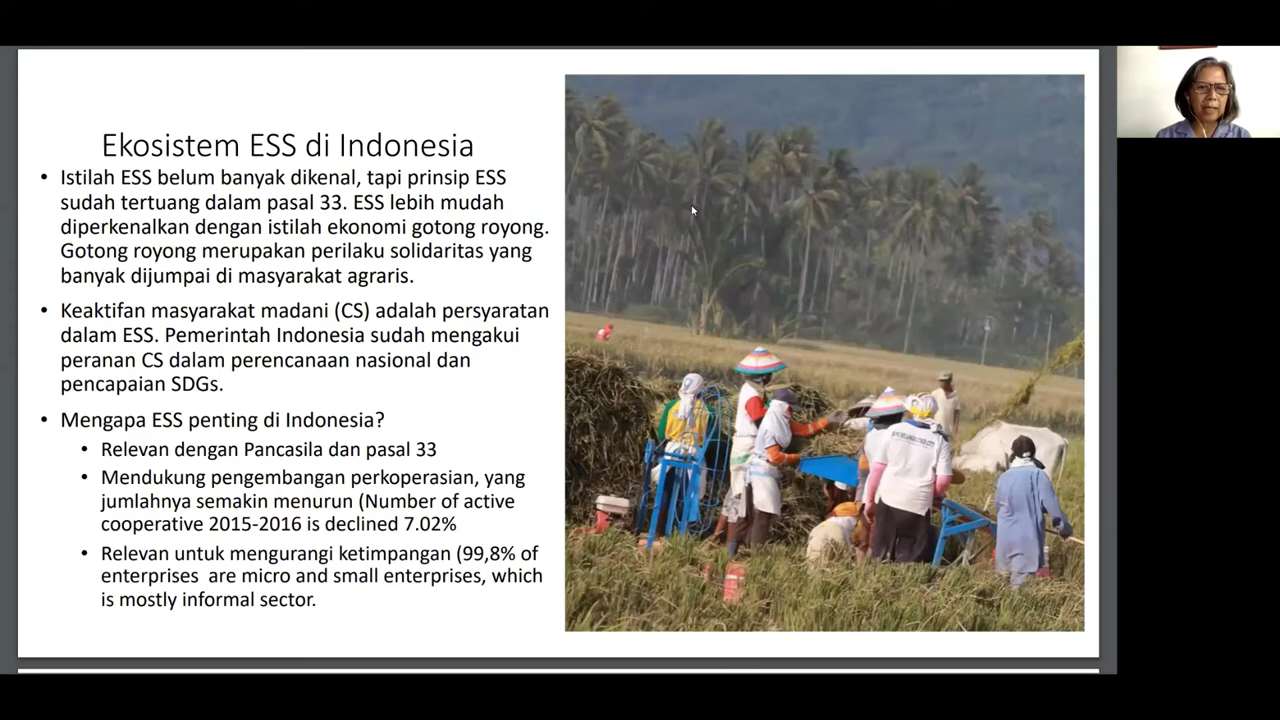 Ekosistem ESS di Indonesia
• Istilah ESS belum banyak dikenal, tapi prinsip ESS
sudah tertuang dalam pasal 33. ESS lebih mudah
diperkenalkan dengan istilah ekonomi gotong royong.
Gotong royong merupakan perilaku solidaritas yang
banyak dijumpai di masyarakat agraris.
• Keaktifan masyarakat madani (CS) adalah persyaratan
dalam ESS. Pemerintah Indonesia sudah mengakui
peranan CS dalam perencanaan nasional dan
pencapaian SDGs.
• Mengapa ESS penting di Indonesia?
• Relevan dengan Pancasila dan pasal 33
• Mendukung pengembangan perkoperasian, yang
jumlahnya semakin menurun (Number of active
cooperative 2015-2016 is declined 7.02%
• Relevan untuk mengurangi ketimpangan (99,8% of
enterprises are micro and small enterprises, which
is mostly informal sector.